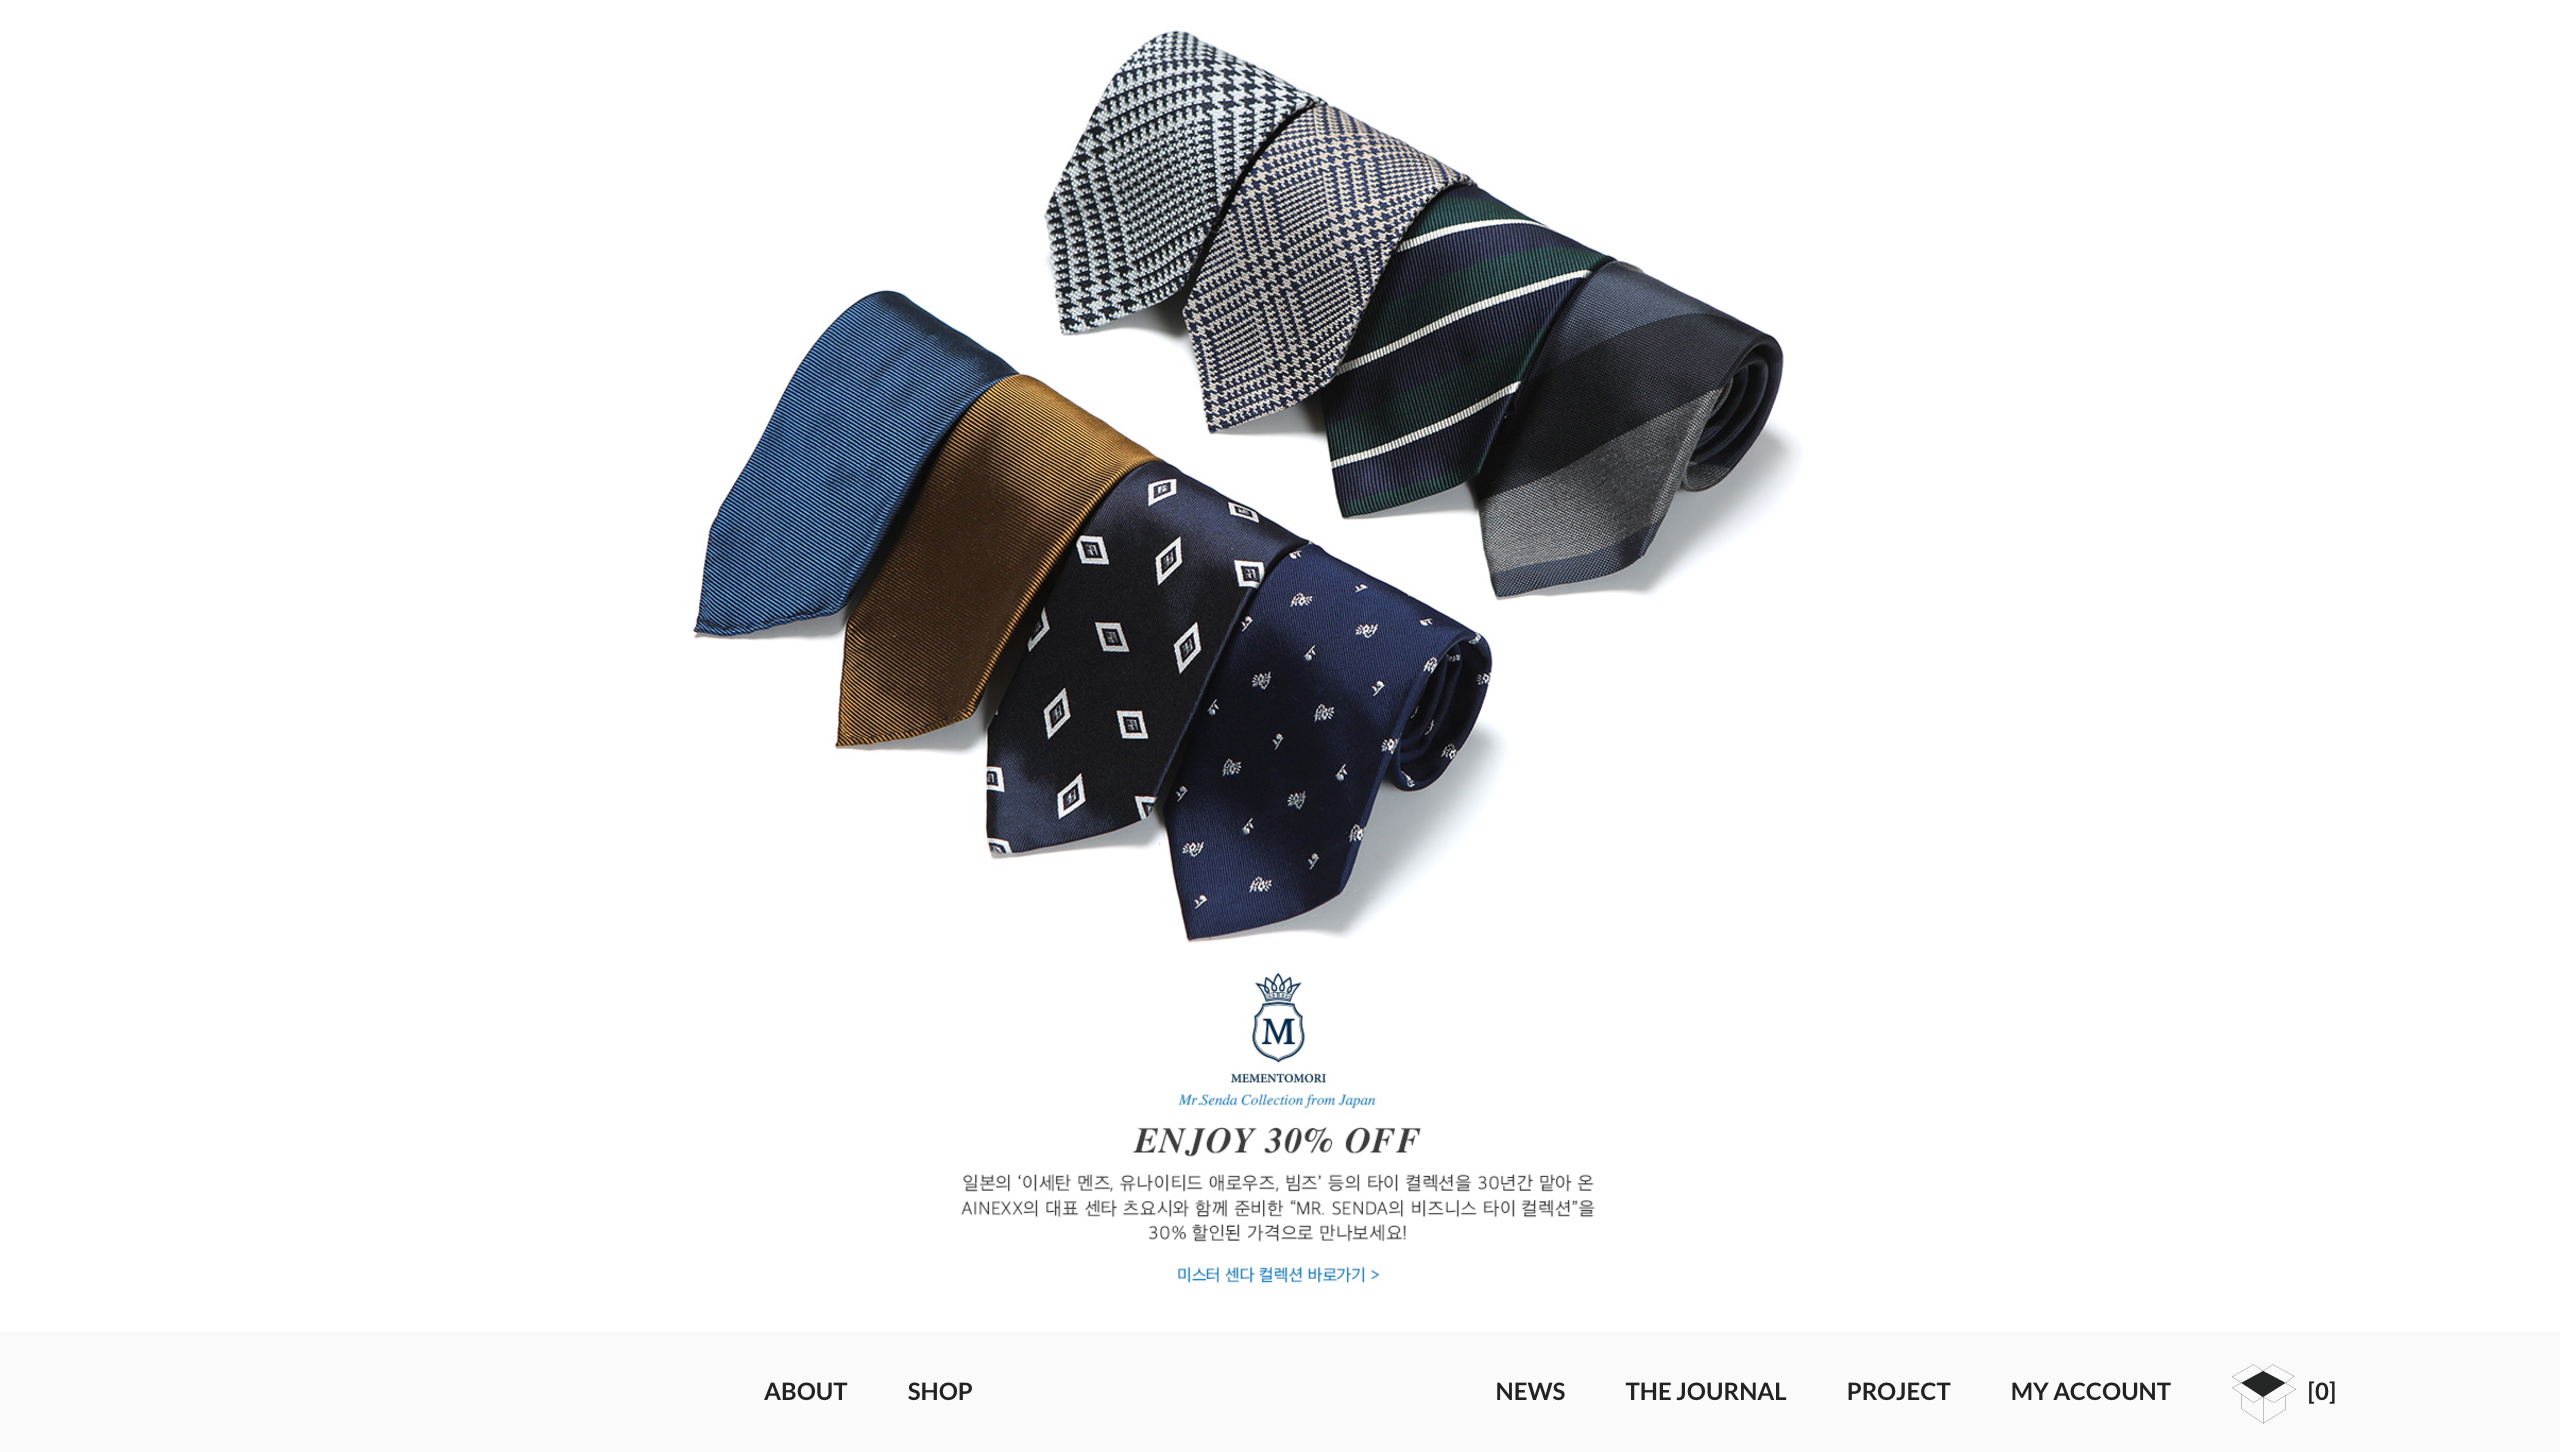 M
MEMENTOMORI
Mr.Senda Collection from Japan
ENJOY 30% OFF
일본의 ‘이세탄 멘즈, 유나이티드 애로우즈, 빔즈’ 등의 타이 컬렉션을 30년간 맡아 온
AINEXX의 대표 센타 츠요시와 함께 준비한 “MR. SENDA의 비즈니스 타이 컬렉션”을
30% 할인된 가격으로 만나보세요!
미스터 센다 컬렉션 바로가기 >
ABOUT SHOP NEWS THE JOURNAL PROJECT MY ACCOUNT [0]